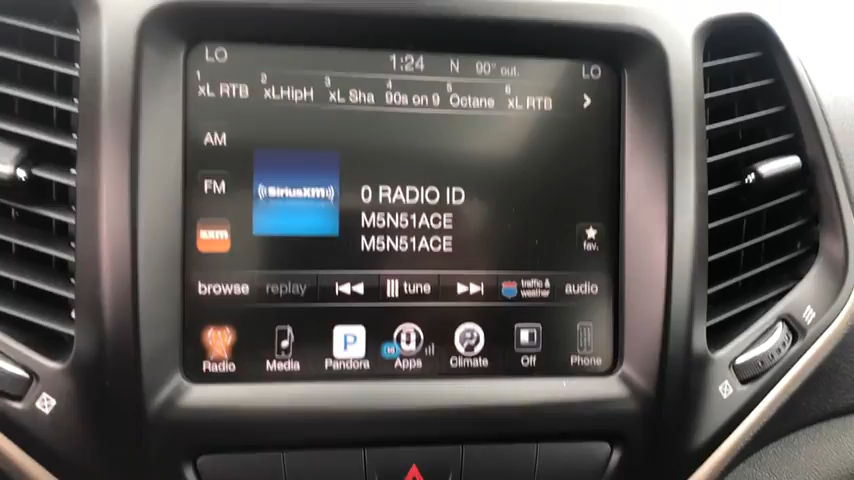 LO 1:24 N 90° out. LO
1 xL RTB 2 xLHipH 3 xL Sha 4 90s on 9 5 Octane 6 xL RTB
AM
FM
sxm
((SiriusXM))
0 RADIO ID
M5N51ACE
M5N51ACE
fav.
browse replay tune traffic & weather audio
Radio Media P Pandora u Apps Climate Off Phone